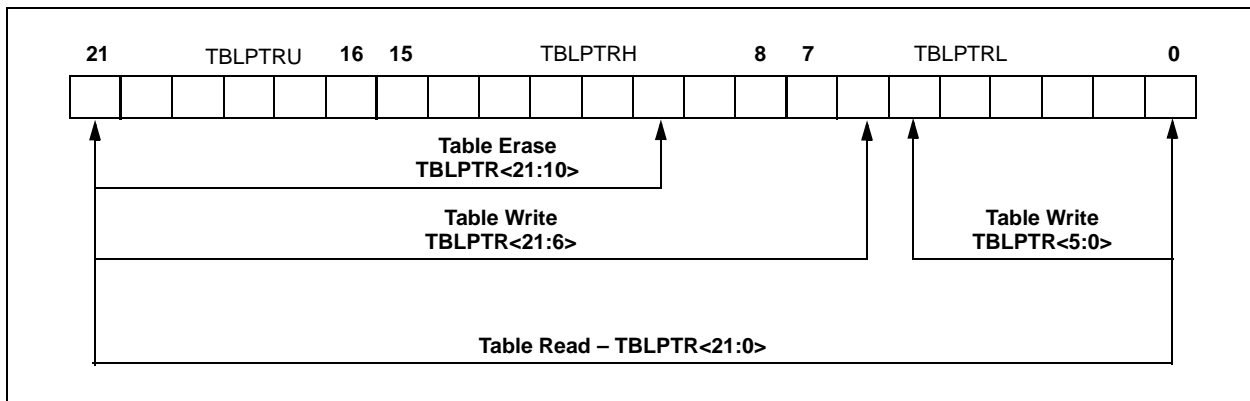 21 TBLPTRU 16 15 TBLPTRH 8 7 TBLPTRL 0
Table Erase
TBLPTR<21:10>
Table Write
TBLPTR<21:6>
Table Write
TBLPTR<5:0>
Table Read – TBLPTR<21:0>